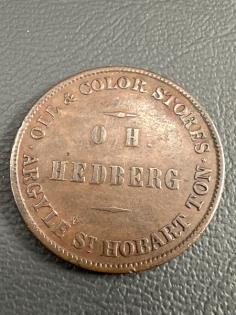 · OIL & COLOR STORES ·
O. H.
HEDBERG
ARGYLE ST HOBART TON